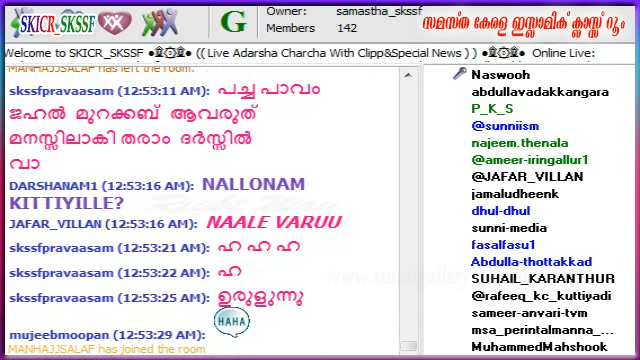 SKICR SKSSF
G
Owner: samastha_skssf
Members 142
സമസ്ത കേരള ഇസ്ലാമിക് ക്ലാസ്സ് റൂം
Welcome to SKICR_SKSSF •۩۞۩• (( Live Adarsha Charcha With Clipp&Special News ) ) •۩۞۩• Online Live:
MANHAJJSALAF has left the room.
skssfpravaasam (12:53:11 AM): പച്ച പാവം
ജഹൽ മുറക്കബ് ആവരുത്
മനസ്സിലാകി തരാം ദർസ്സിൽ
വാ
DARSHANAM1 (12:53:16 AM): NALLONAM
KITTIYILLE?
JAFAR_VILLAN (12:53:16 AM): NAALE VARUU
skssfpravaasam (12:53:21 AM): ഹ ഹ ഹ
skssfpravaasam (12:53:22 AM): ഹ
skssfpravaasam (12:53:25 AM): ഉരുളുന്നു
HAHA
mujeebmoopan (12:53:29 AM):
MANHAJJSALAF has joined the room
Naswooh
abdullavadakkangara
P_K_S
@sunniism
najeem.thenala
@ameer-iringallur1
@JAFAR_VILLAN
jamaludheenk
dhul-dhul
sunni-media
fasalfasu1
Abdulla-thottakkad
SUHAIL_KARANTHUR
@rafeeq_kc_kuttiyadi
sameer-anvari-tvm
msa_perintalmanna_...
MuhammedMahshook